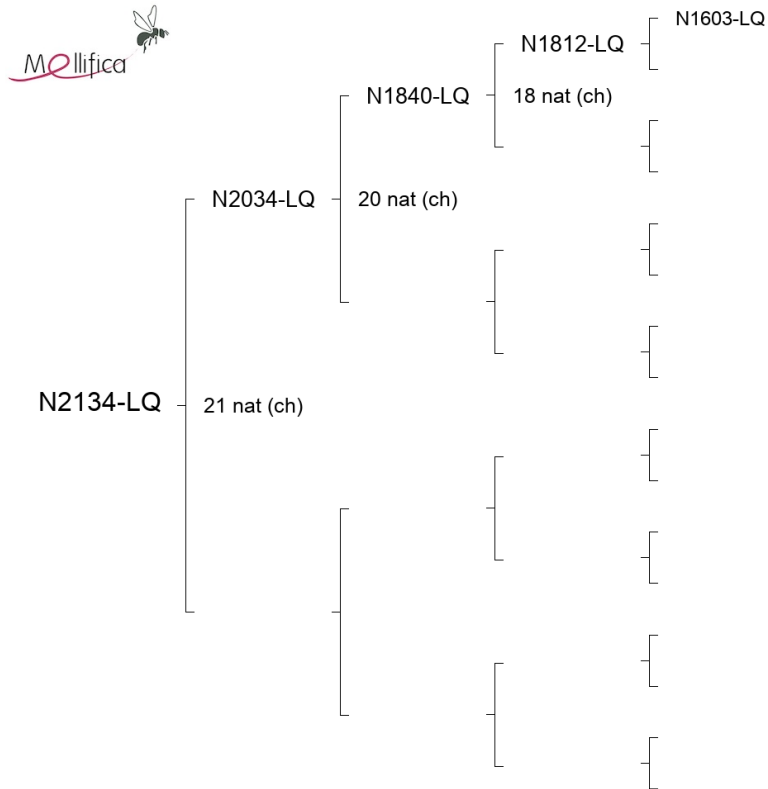 N1603-LQ
Mellifica
N1812-LQ
N1840-LQ
18 nat (ch)
N2034-LQ
20 nat (ch)
N2134-LQ
21 nat (ch)